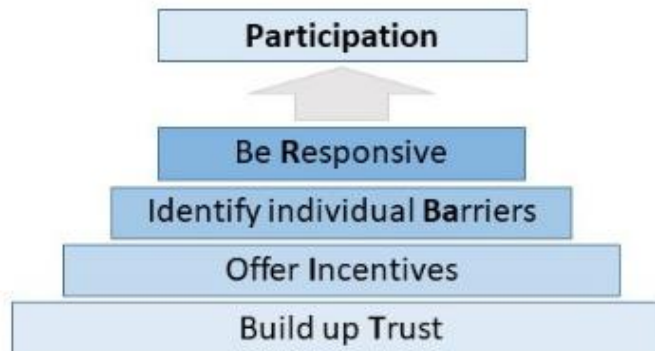 Participation
Be Responsive
Identify individual Barriers
Offer Incentives
Build up Trust